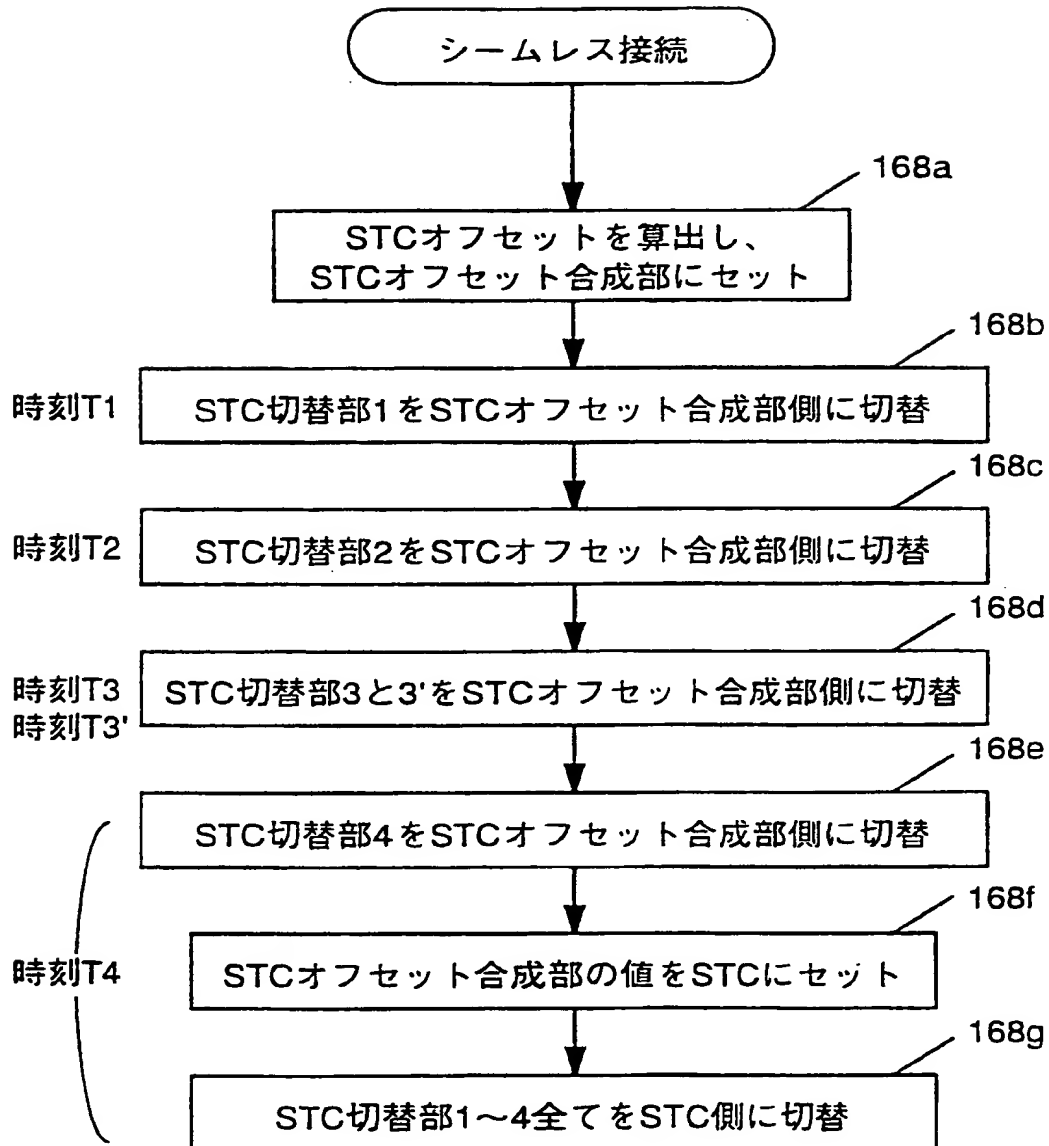 シームレス接続
168a
STCオフセットを算出し、
STCオフセット合成部にセット
168b
時刻T1
STC切替部1をSTCオフセット合成部側に切替
168c
時刻T2
STC切替部2をSTCオフセット合成部側に切替
168d
時刻T3
時刻T3'
STC切替部3と3'をSTCオフセット合成部側に切替
168e
STC切替部4をSTCオフセット合成部側に切替
168f
時刻T4
STCオフセット合成部の値をSTCにセット
168g
STC切替部1～4全てをSTC側に切替